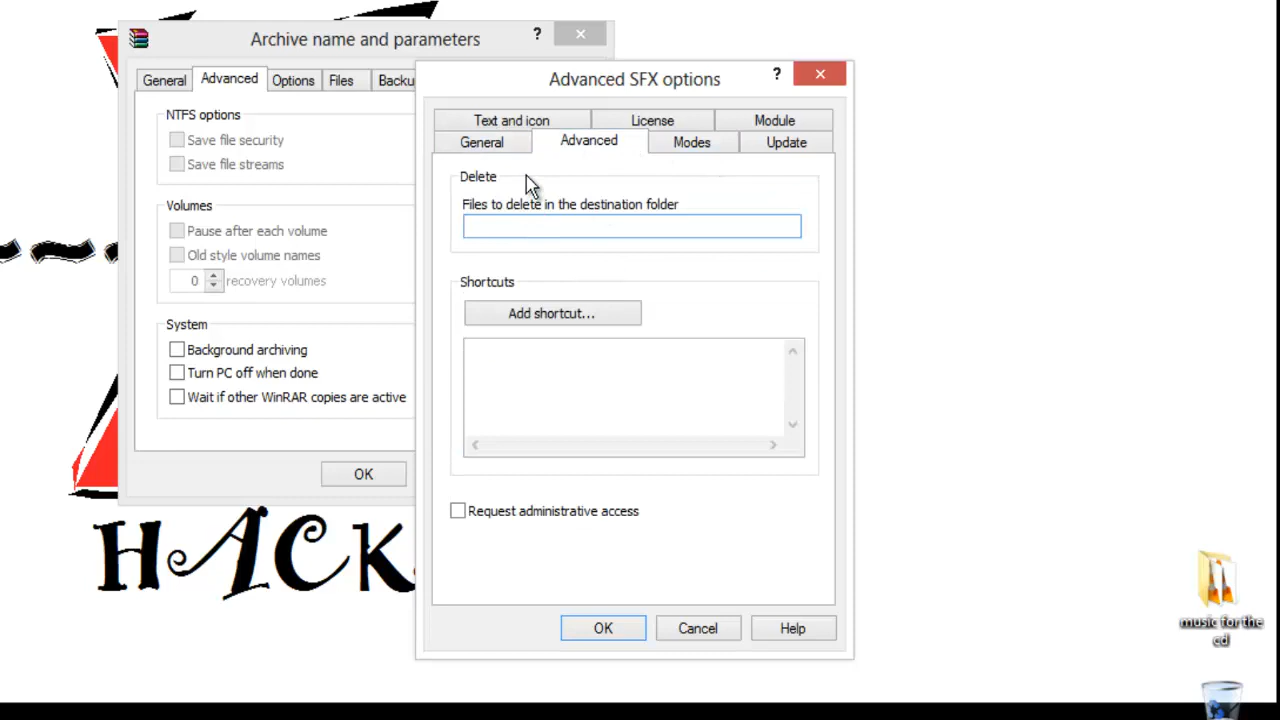 Archive name and parameters
?
General
Advanced
Options
Files
Backu
NTFS options
Save file security
Save file streams
Volumes
Pause after each volume
Old style volume names
0 recovery volumes
System
Background archiving
Turn PC off when done
Wait if other WinRAR copies are active
OK
Advanced SFX options
?
Text and icon
License
Module
General
Advanced
Modes
Update
Delete
Files to delete in the destination folder
Shortcuts
Add shortcut...
Request administrative access
OK
Cancel
Help
HACK
music for the
cd